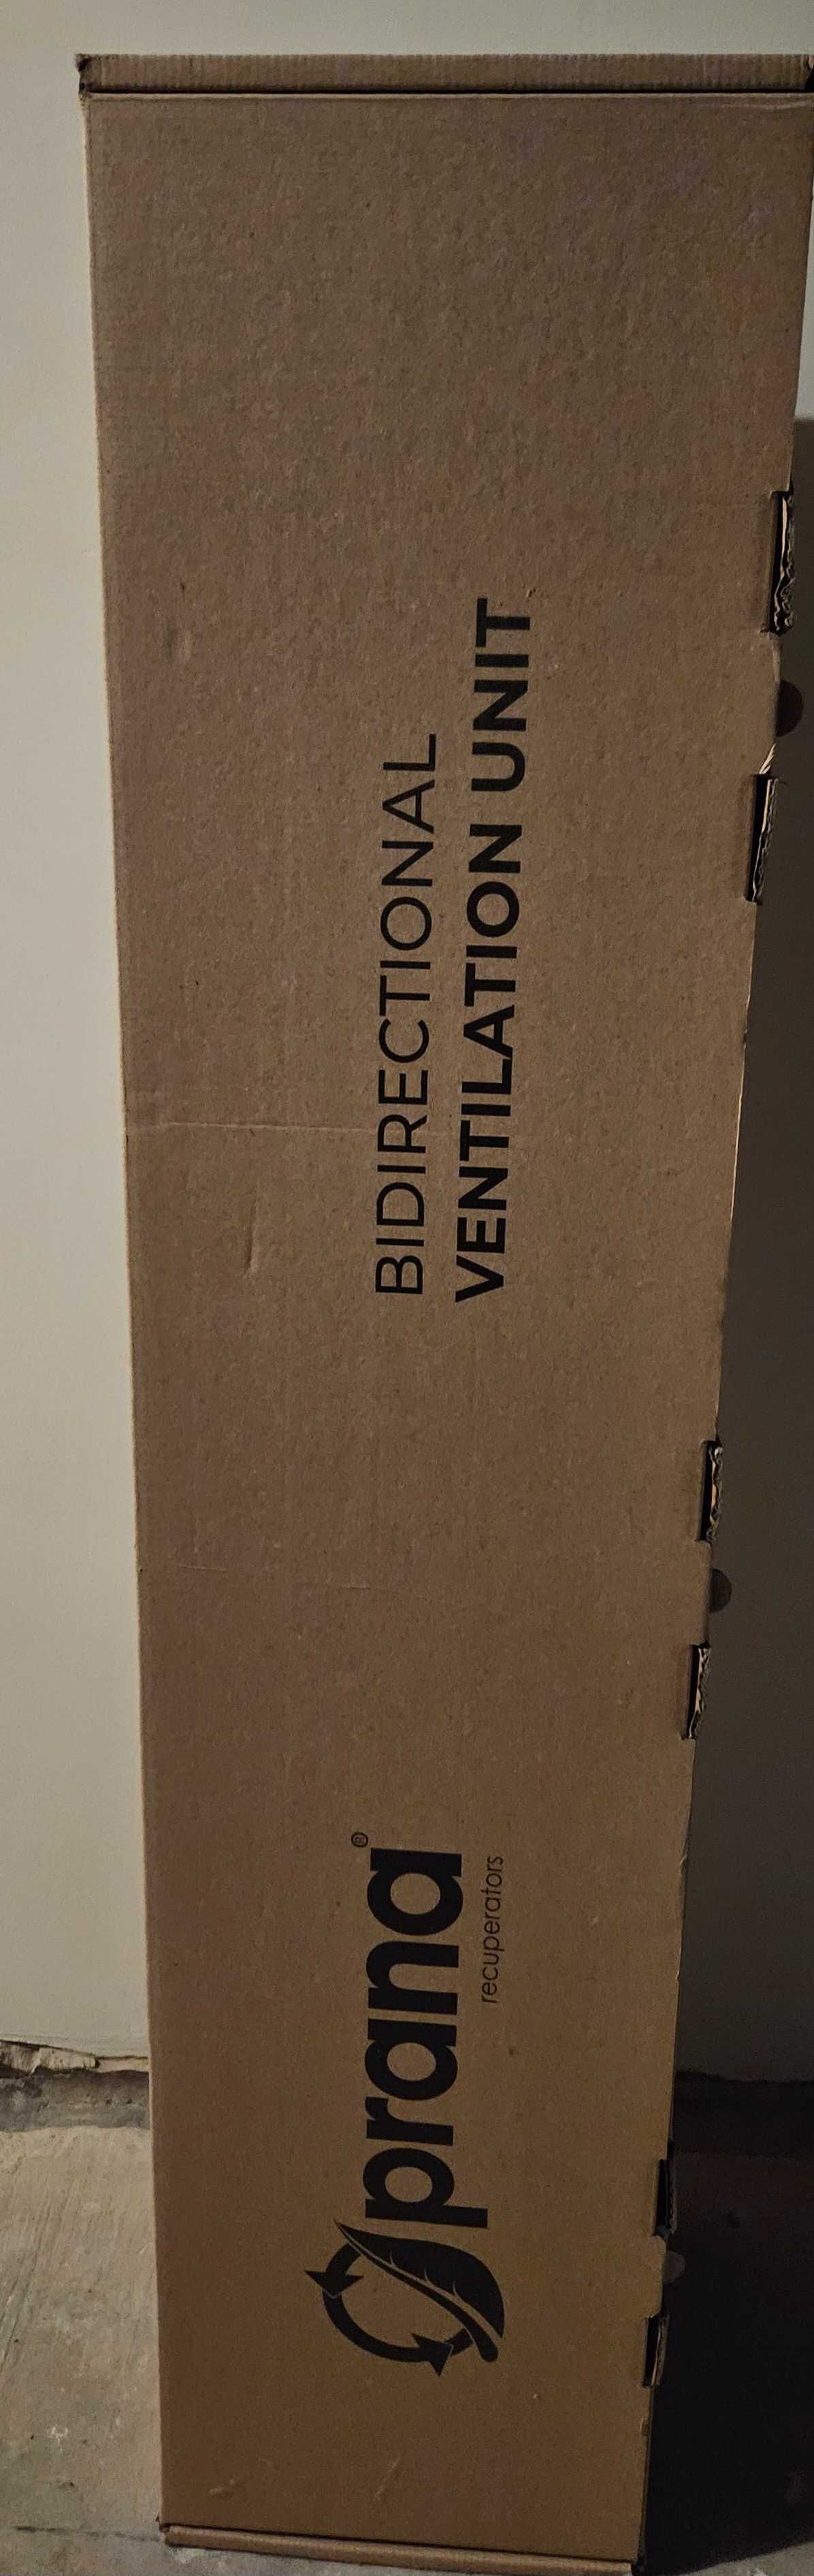 BIDIRECTIONAL
VENTILATION UNIT
prana®
recuperators